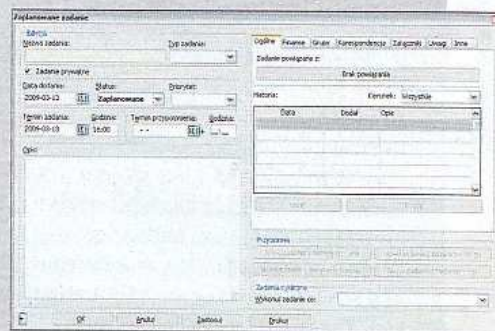 Zaplanowane zadanie
Edycja
Nazwa zadania: Typ zadania:
Zadanie prywatne
Data dodania: Status: Priorytet:
2009-03-13 Zaplanowane
Termin zadania: Godzina: Termin przypomnienia: Godzina:
2009-03-13 16:00
Opis:
OK Anuluj Zastosuj Drukuj
Ogólne Finanse Grupy Korespondencja Załączniki Uwagi Inne
Zadanie powiązane z:
Brak powiązania
Historia: Kierunek: Wszystkie
Data Dodał Opis
Przypisanie
Zadania cykliczne
Wykonuj zadanie co: